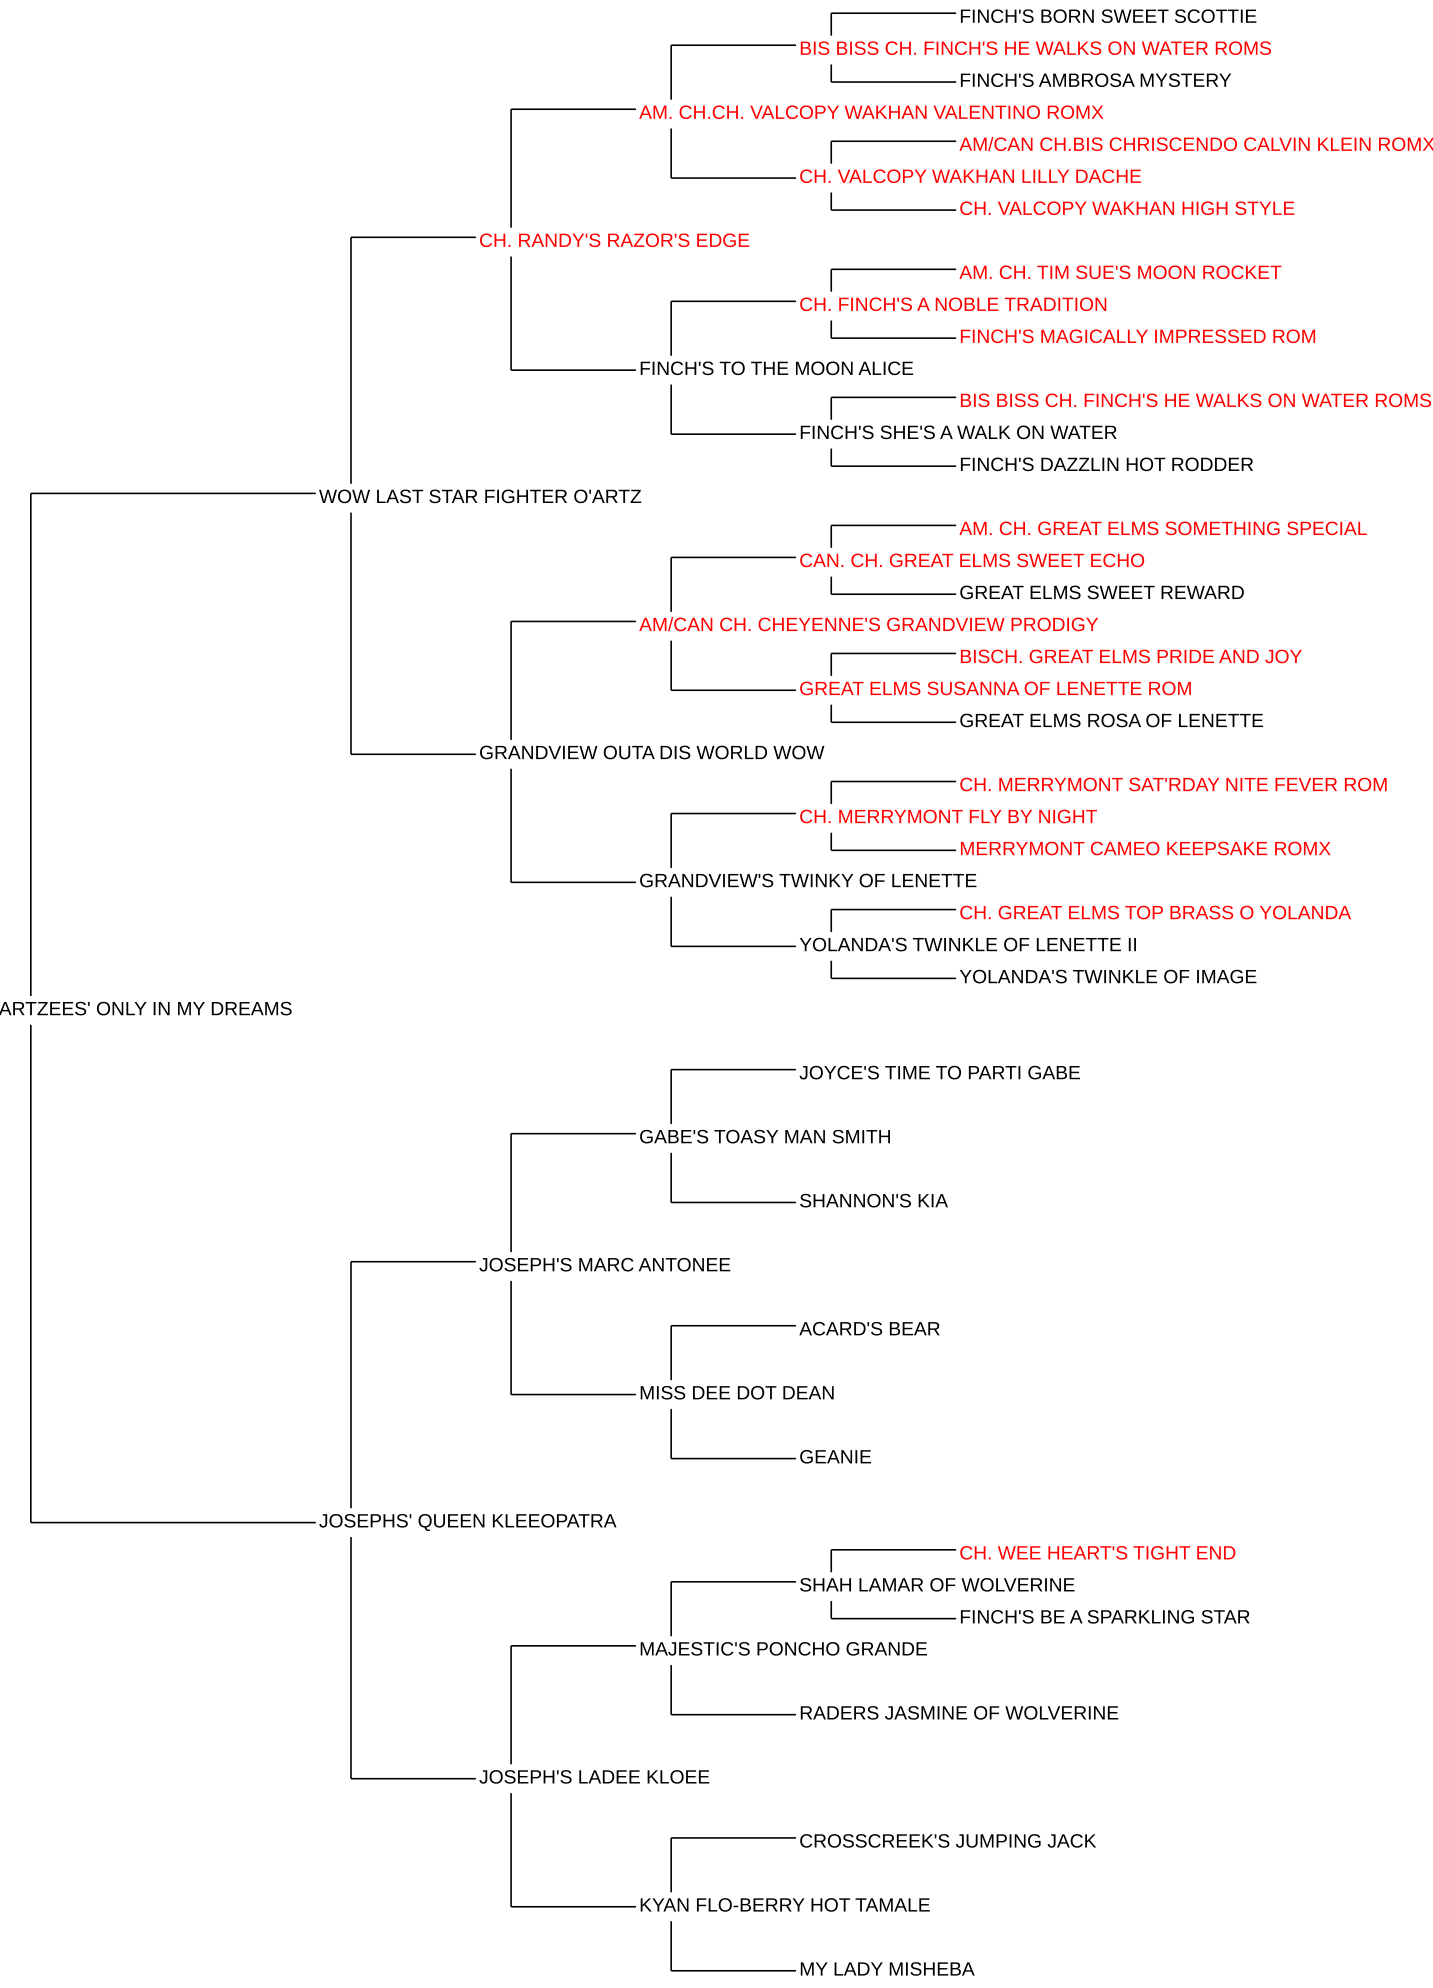 FINCH'S BORN SWEET SCOTTIE
BIS BISS CH. FINCH'S HE WALKS ON WATER ROMS
FINCH'S AMBROSA MYSTERY
AM. CH.CH. VALCOPY WAKHAN VALENTINO ROMX
AM/CAN CH.BIS CHRISCENDO CALVIN KLEIN ROMX
CH. VALCOPY WAKHAN LILLY DACHE
CH. VALCOPY WAKHAN HIGH STYLE
CH. RANDY'S RAZOR'S EDGE
AM. CH. TIM SUE'S MOON ROCKET
CH. FINCH'S A NOBLE TRADITION
FINCH'S MAGICALLY IMPRESSED ROM
FINCH'S TO THE MOON ALICE
BIS BISS CH. FINCH'S HE WALKS ON WATER ROMS
FINCH'S SHE'S A WALK ON WATER
FINCH'S DAZZLIN HOT RODDER
WOW LAST STAR FIGHTER O'ARTZ
AM. CH. GREAT ELMS SOMETHING SPECIAL
CAN. CH. GREAT ELMS SWEET ECHO
GREAT ELMS SWEET REWARD
AM/CAN CH. CHEYENNE'S GRANDVIEW PRODIGY
BISCH. GREAT ELMS PRIDE AND JOY
GREAT ELMS SUSANNA OF LENETTE ROM
GREAT ELMS ROSA OF LENETTE
GRANDVIEW OUTA DIS WORLD WOW
CH. MERRYMONT SAT'RDAY NITE FEVER ROM
CH. MERRYMONT FLY BY NIGHT
MERRYMONT CAMEO KEEPSAKE ROMX
GRANDVIEW'S TWINKY OF LENETTE
CH. GREAT ELMS TOP BRASS O YOLANDA
YOLANDA'S TWINKLE OF LENETTE II
YOLANDA'S TWINKLE OF IMAGE
ARTZEES' ONLY IN MY DREAMS
JOYCE'S TIME TO PARTI GABE
GABE'S TOASY MAN SMITH
SHANNON'S KIA
JOSEPH'S MARC ANTONEE
ACARD'S BEAR
MISS DEE DOT DEAN
GEANIE
JOSEPHS' QUEEN KLEEOPATRA
CH. WEE HEART'S TIGHT END
SHAH LAMAR OF WOLVERINE
FINCH'S BE A SPARKLING STAR
MAJESTIC'S PONCHO GRANDE
RADERS JASMINE OF WOLVERINE
JOSEPH'S LADEE KLOEE
CROSSCREEK'S JUMPING JACK
KYAN FLO-BERRY HOT TAMALE
MY LADY MISHEBA